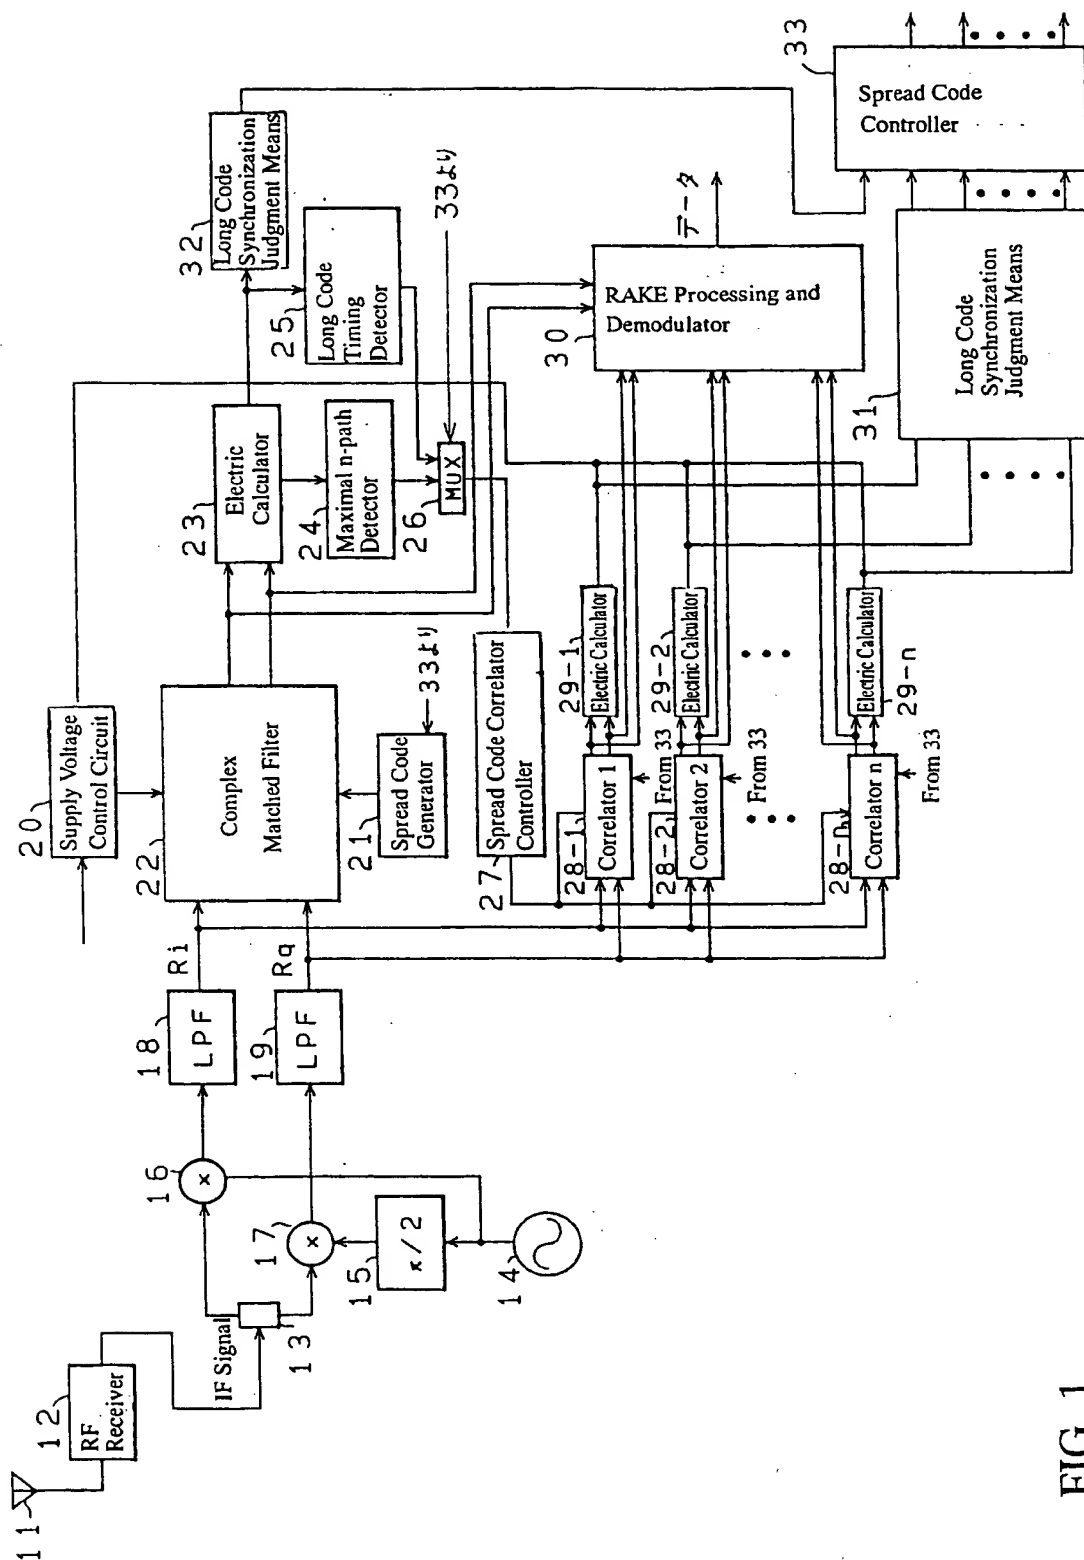 11
12
RF
Receiver
IF Signal
13
14
15
π/2
16
×
17
×
18
LPF
Ri
19
LPF
Rq
20
Supply Voltage
Control Circuit
22
Complex
Matched Filter
21
Spread Code
Generator
33より
23
Electric
Calculator
24
Maximal n-path
Detector
25
Long Code
Timing
Detector
26
MUX
33より
32
Long Code
Synchronization
Judgment Means
27
Spread Code Correlator
Controller
28-1
Correlator 1
From 33
28-2
Correlator 2
From 33
28-n
Correlator n
From 33
29-1
Electric Calculator
29-2
Electric Calculator
29-n
Electric Calculator
30
RAKE Processing and
Demodulator
データ
31
Long Code
Synchronization
Judgment Means
33
Spread Code
Controller
FIG. 1